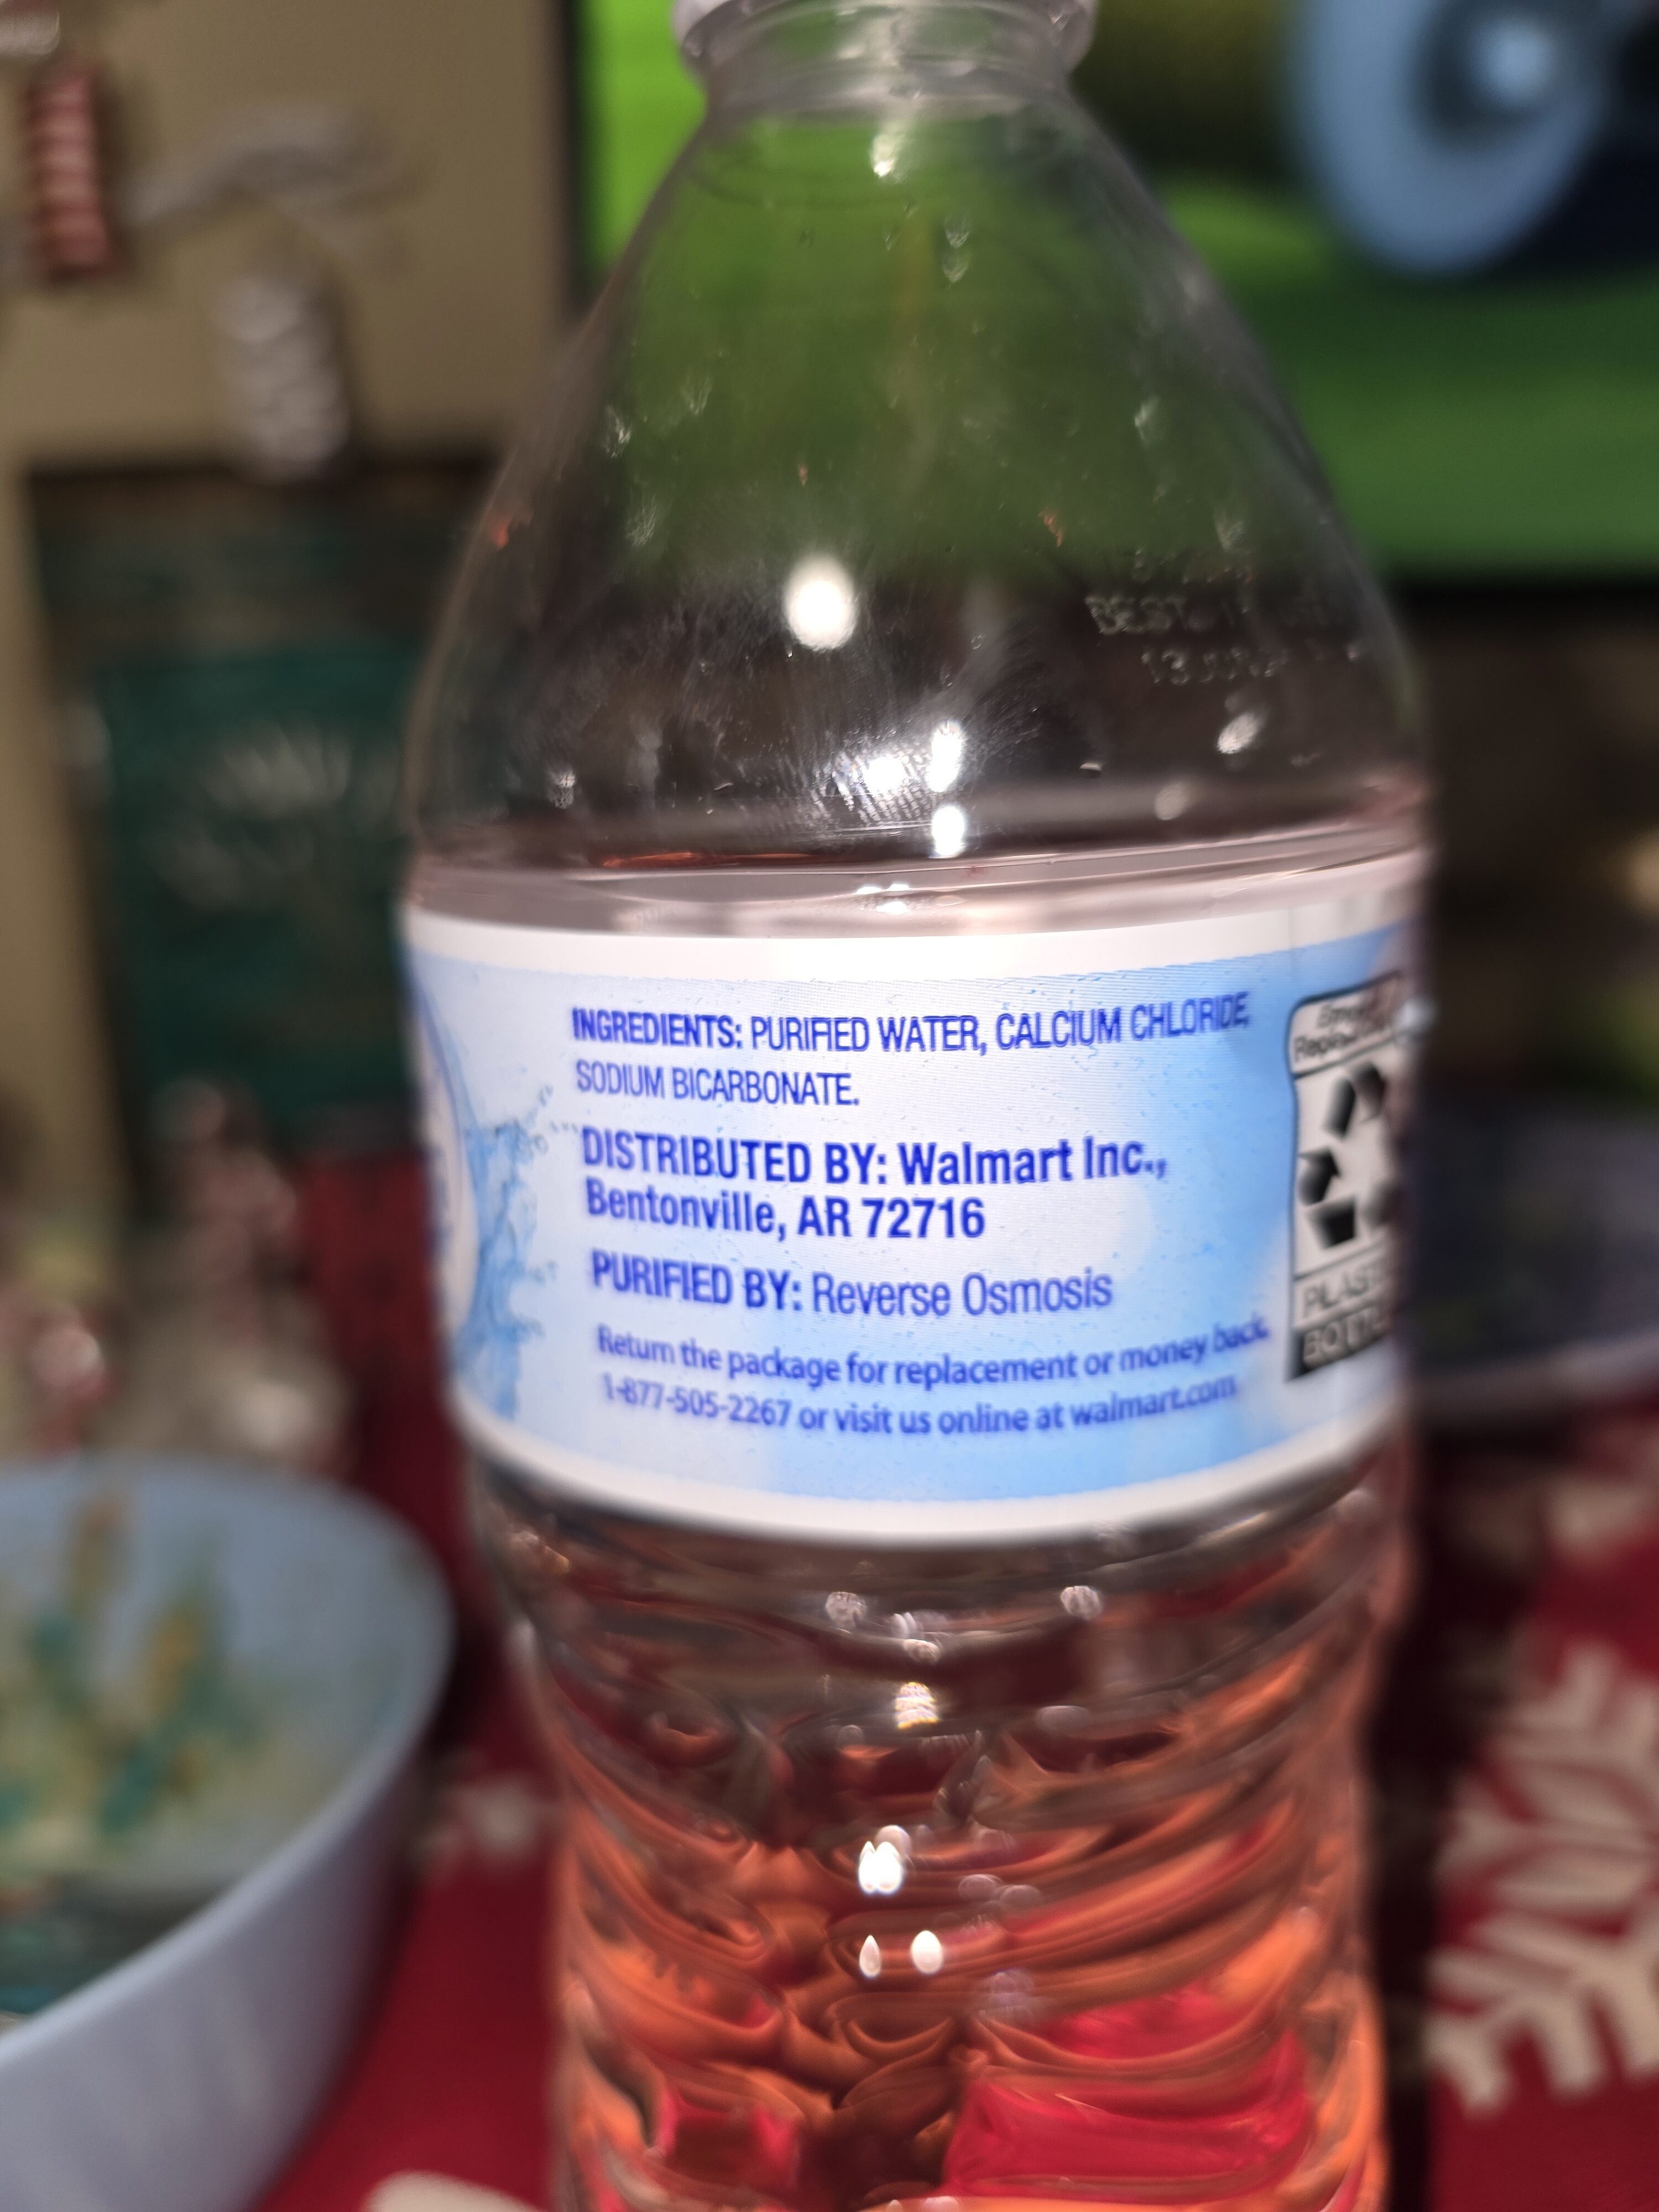 BEST
INGREDIENTS: PURIFIED WATER, CALCIUM CHLORIDE,
SODIUM BICARBONATE.
DISTRIBUTED BY: Walmart Inc.,
Bentonville, AR 72716
PURIFIED BY: Reverse Osmosis
Return the package for replacement or money back.
1-877-505-2267 or visit us online at walmart.com